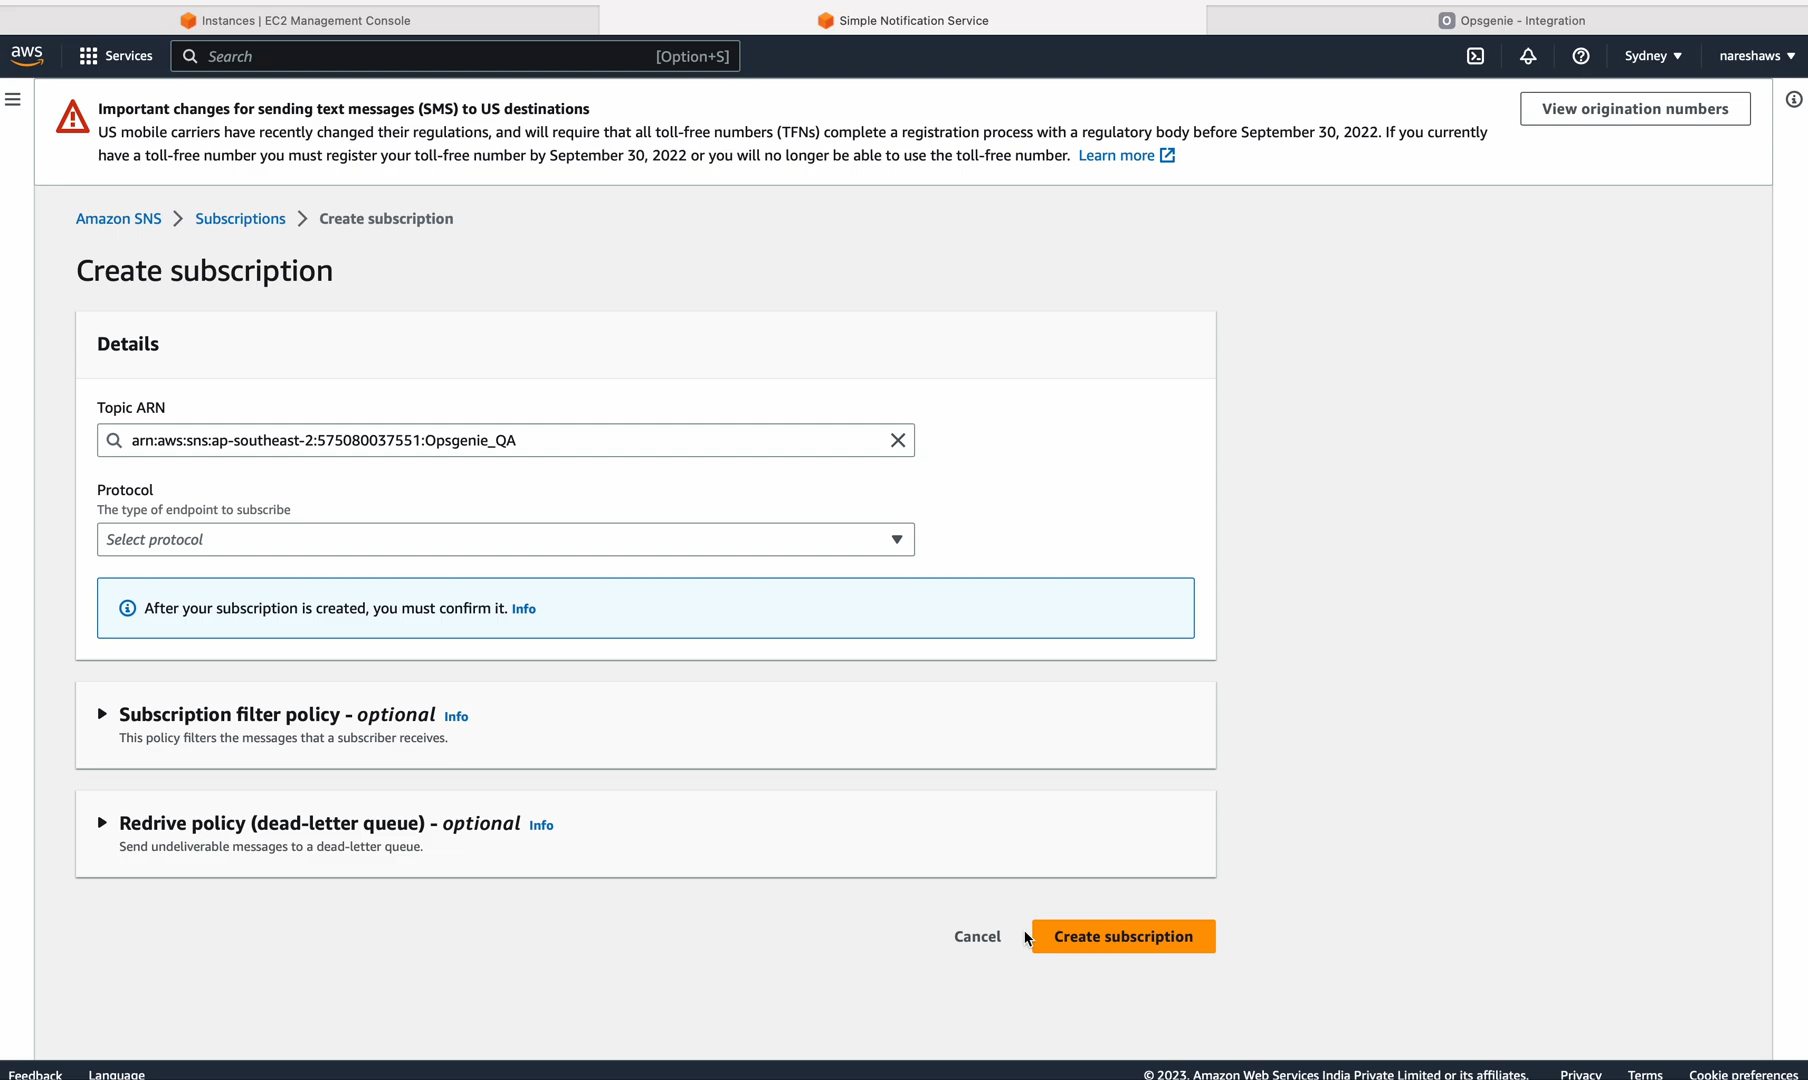 Instances | EC2 Management Console
Simple Notification Service
O Opsgenie - Integration
aws
Services
Search
[Option+S]
Sydney ▼
nareshaws ▼
Important changes for sending text messages (SMS) to US destinations
View origination numbers
US mobile carriers have recently changed their regulations, and will require that all toll-free numbers (TFNs) complete a registration process with a regulatory body before September 30, 2022. If you currently
have a toll-free number you must register your toll-free number by September 30, 2022 or you will no longer be able to use the toll-free number. Learn more
Amazon SNS > Subscriptions > Create subscription
Create subscription
Details
Topic ARN
arn:aws:sns:ap-southeast-2:575080037551:Opsgenie_QA
Protocol
The type of endpoint to subscribe
Select protocol
After your subscription is created, you must confirm it. Info
Subscription filter policy - optional Info
This policy filters the messages that a subscriber receives.
Redrive policy (dead-letter queue) - optional Info
Send undeliverable messages to a dead-letter queue.
Cancel
Create subscription
Feedback
Language
© 2023, Amazon Web Services India Private Limited or its affiliates.
Privacy
Terms
Cookie preferences